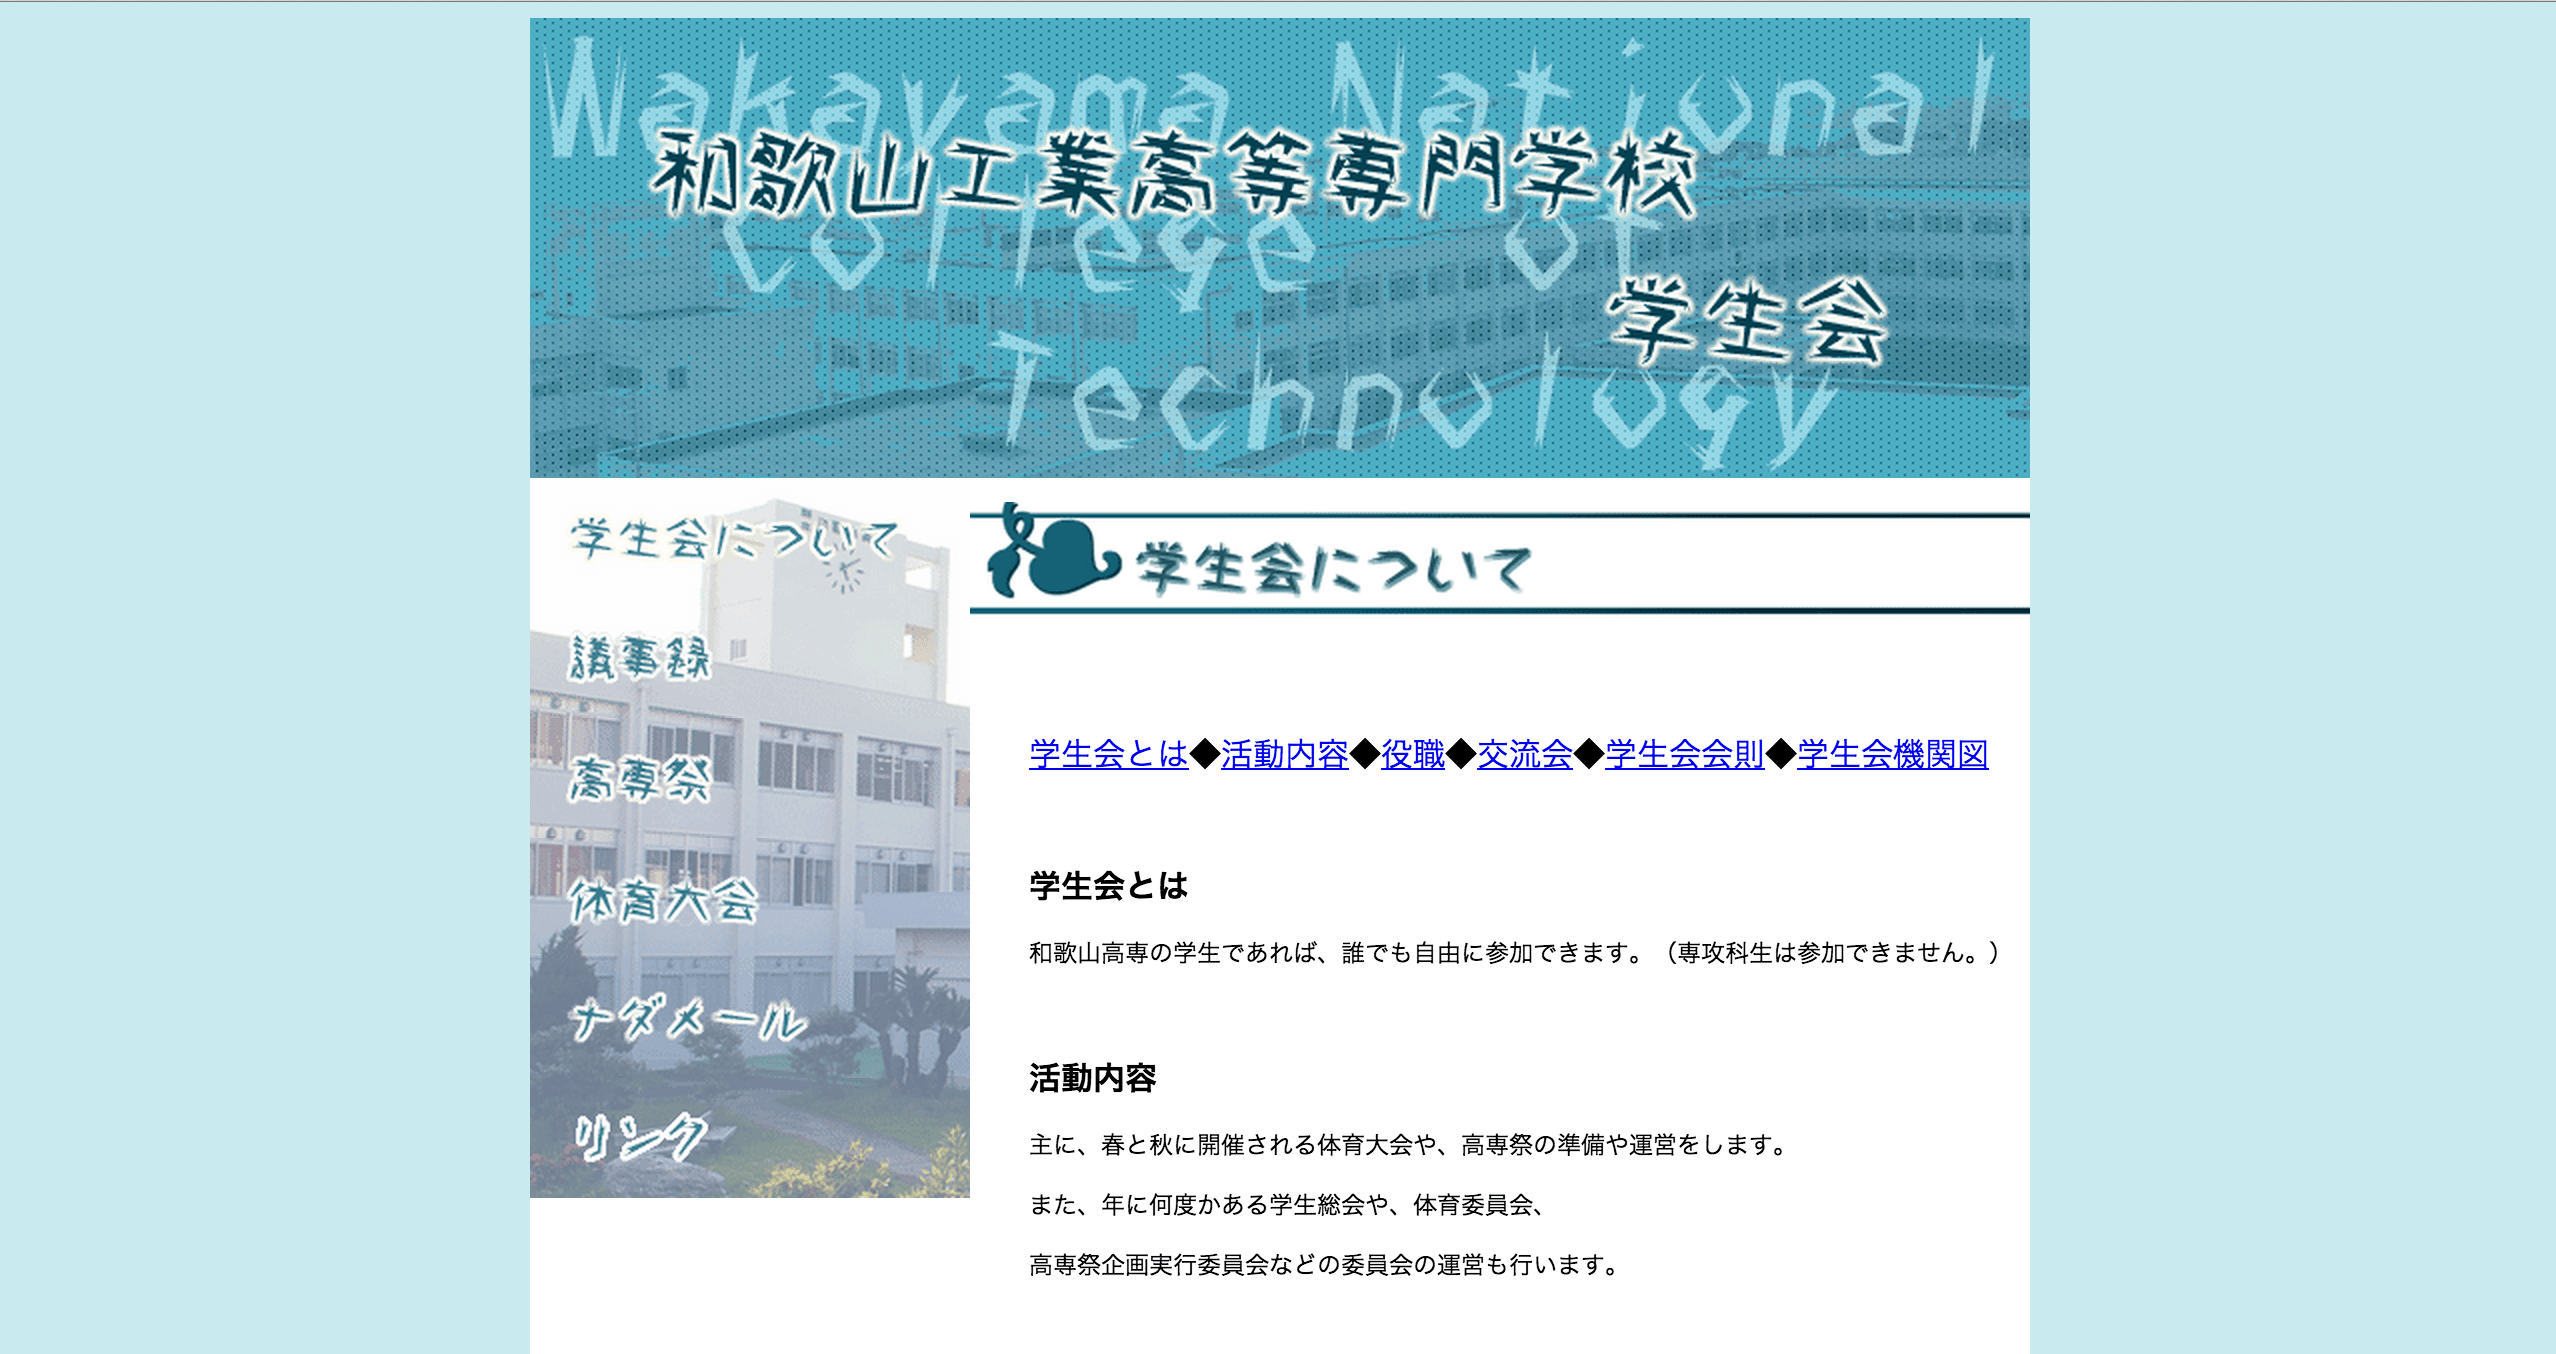 Wakayama National
和歌山工業高等専門学校
College of
学生会
Technology
学生会について
議事録
高専祭
体育大会
ナダメール
リンク
学生会について
学生会とは◆活動内容◆役職◆交流会◆学生会会則◆学生会機関図
学生会とは
和歌山高専の学生であれば、誰でも自由に参加できます。（専攻科生は参加できません。）
活動内容
主に、春と秋に開催される体育大会や、高専祭の準備や運営をします。
また、年に何度かある学生総会や、体育委員会、
高専祭企画実行委員会などの委員会の運営も行います。